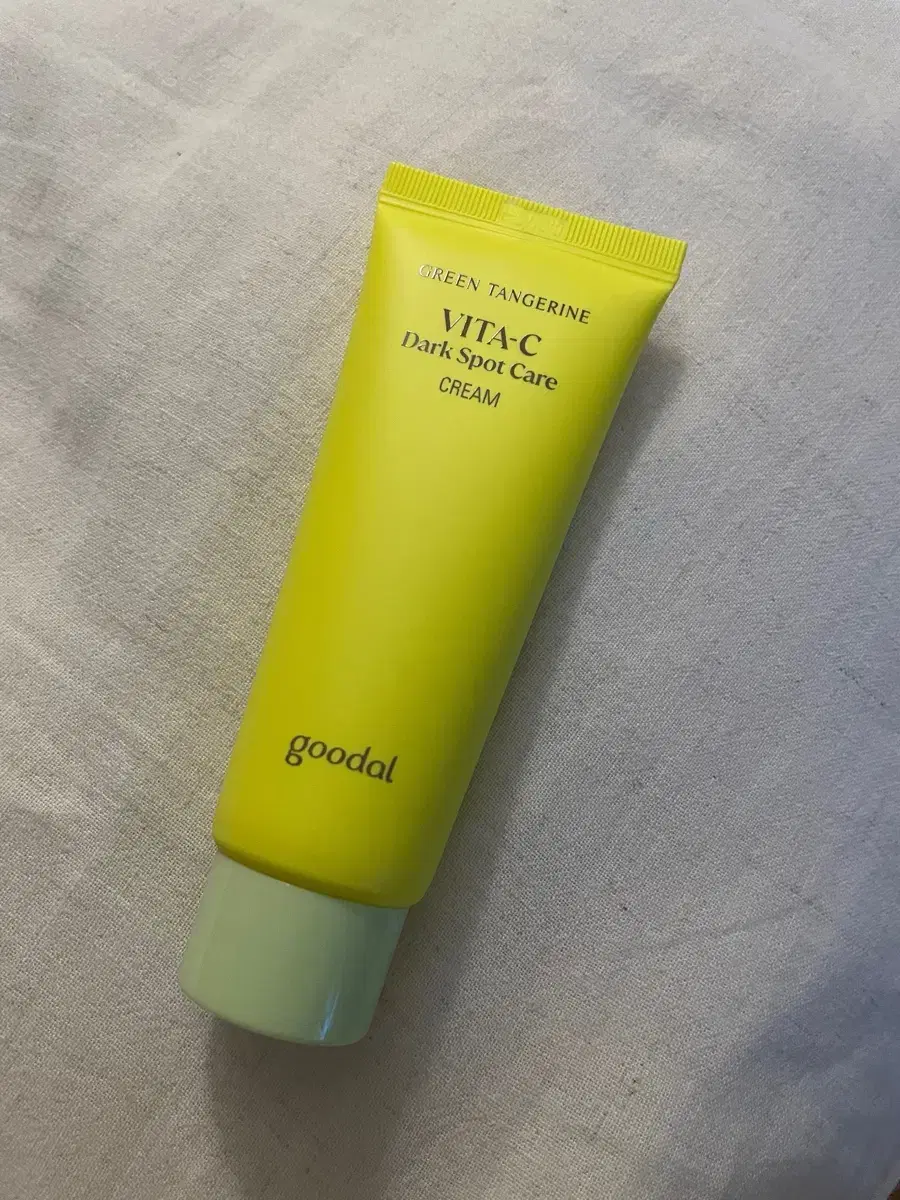 GREEN TANGERINE
VITA-C
Dark Spot Care
CREAM
goodal